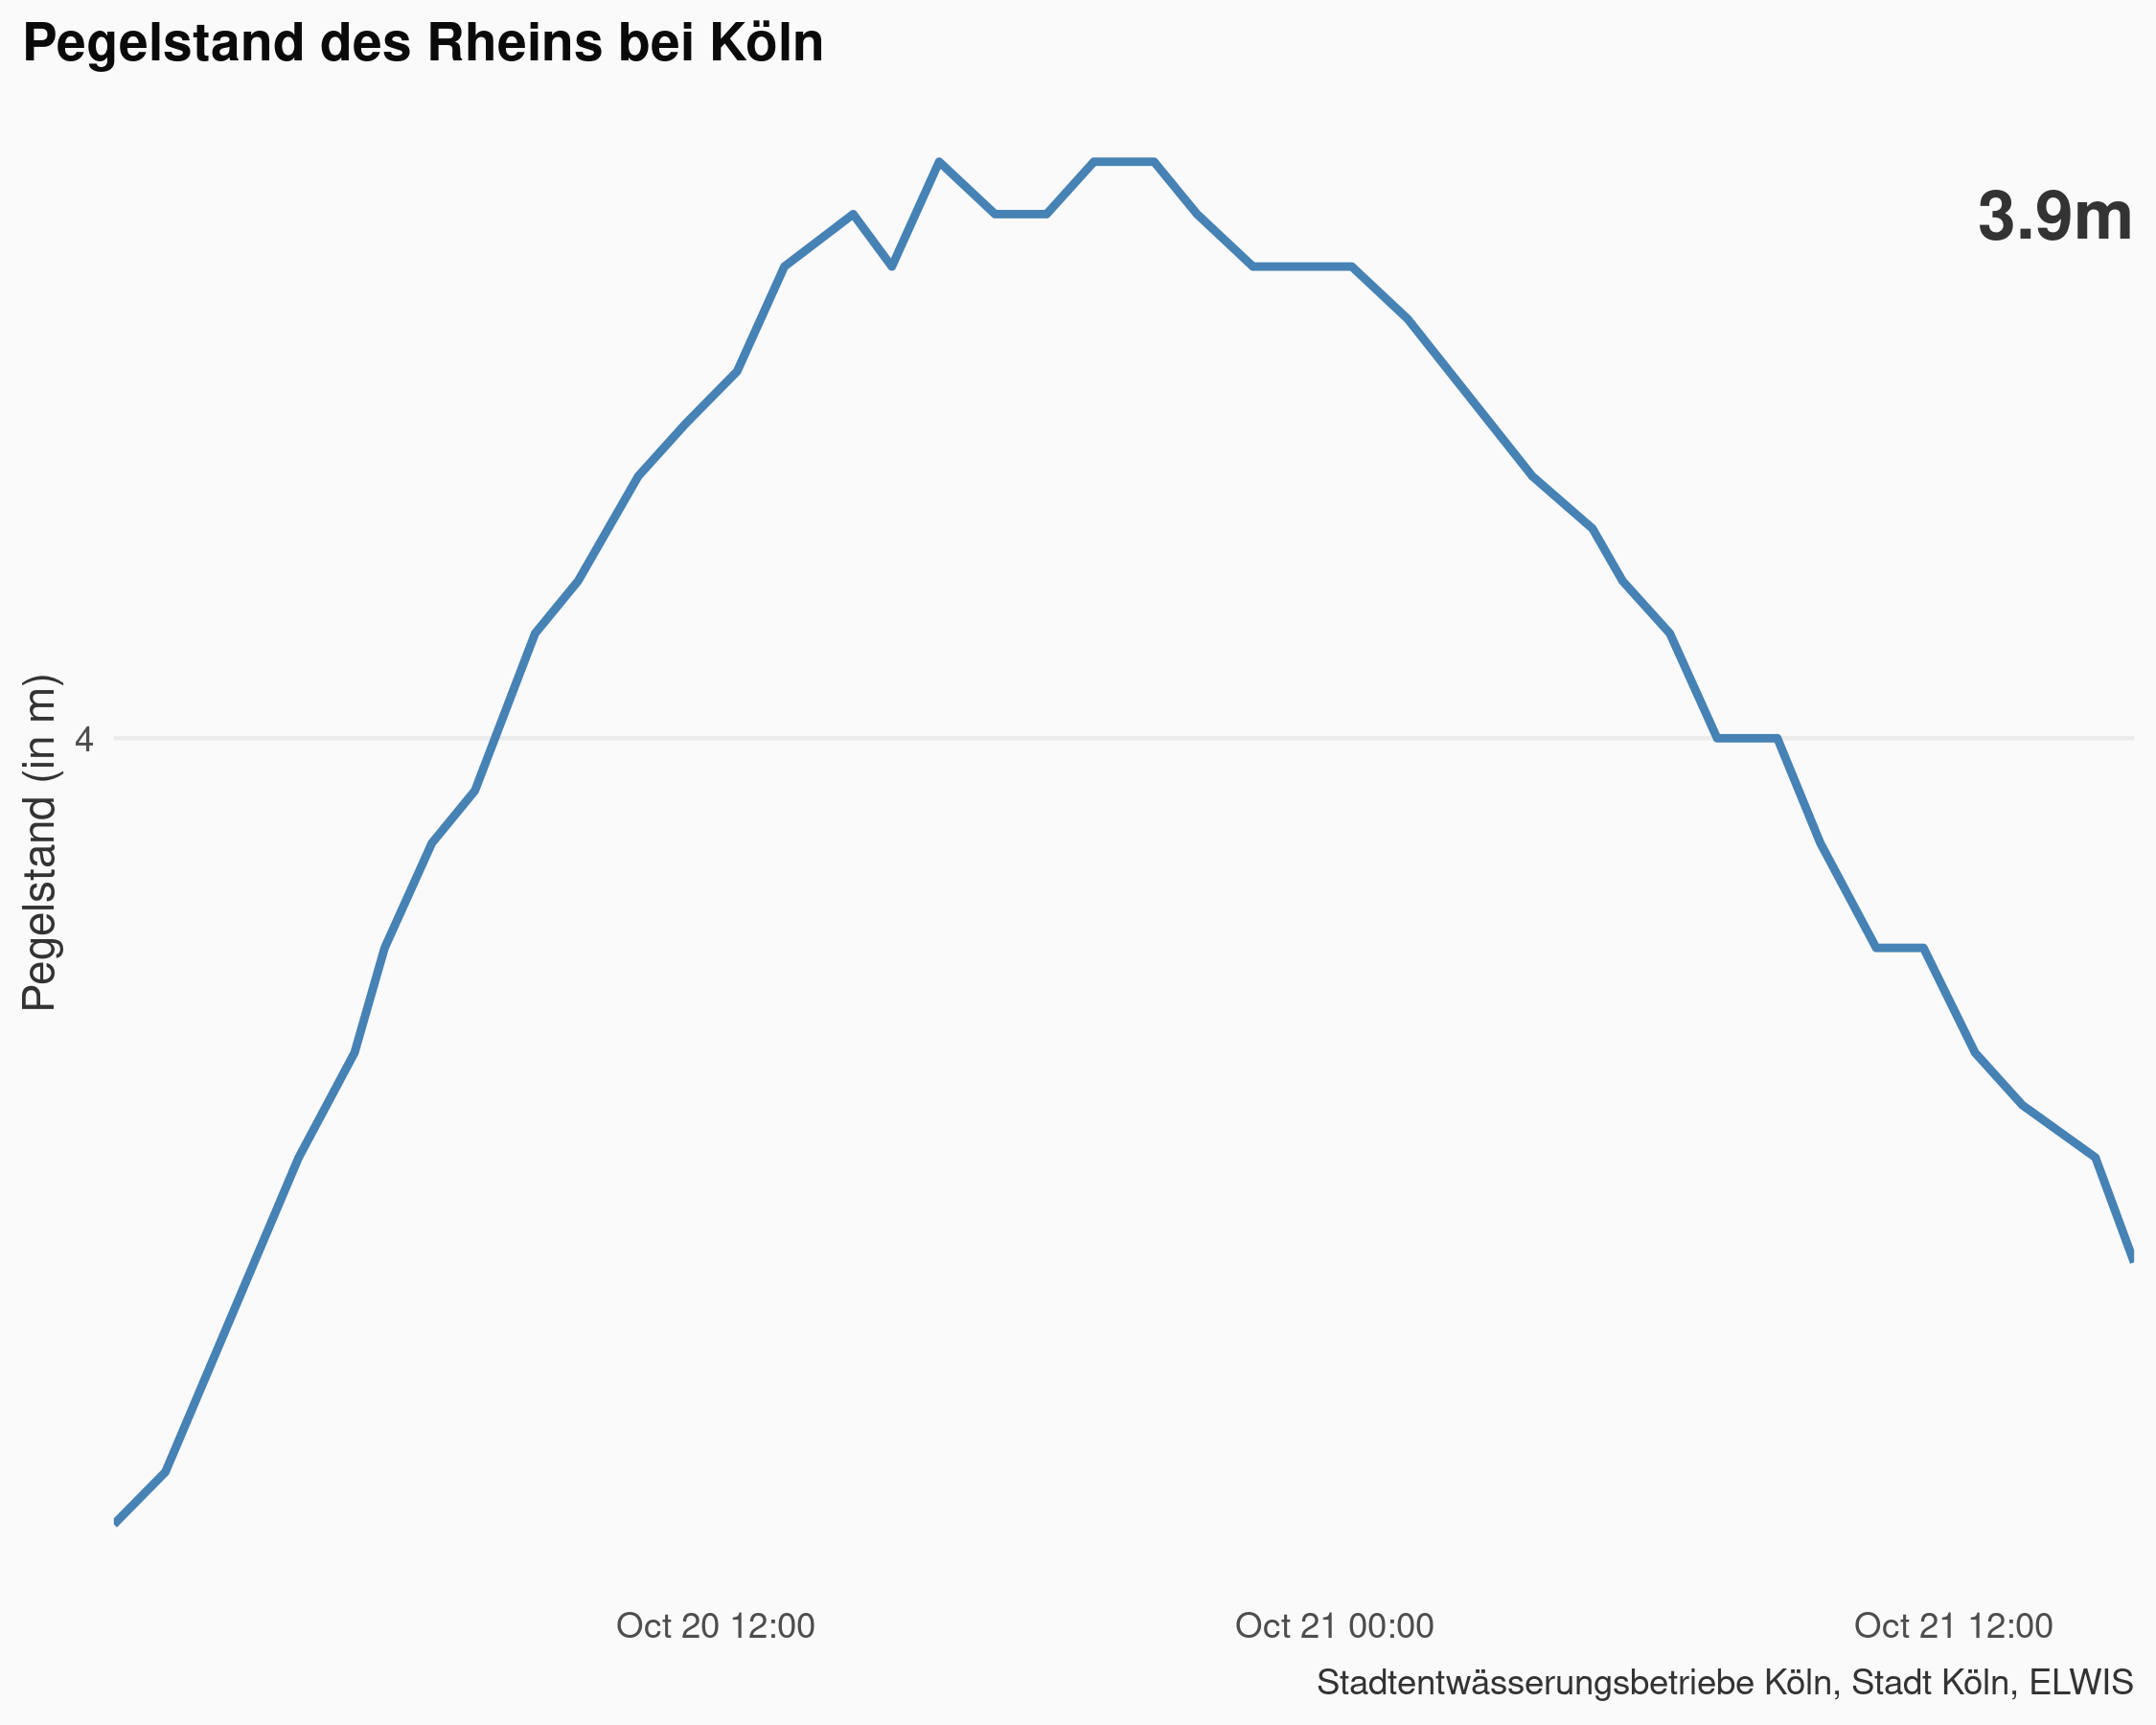 Pegelstand des Rheins bei Köln
3.9m
Pegelstand (in m)
4
Oct 20 12:00
Oct 21 00:00
Oct 21 12:00
Stadtentwässerungsbetriebe Köln, Stadt Köln, ELWIS